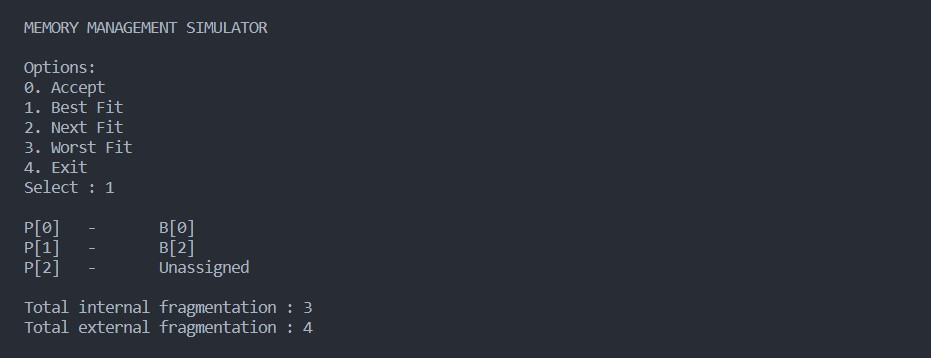 MEMORY MANAGEMENT SIMULATOR
Options:
0. Accept
1. Best Fit
2. Next Fit
3. Worst Fit
4. Exit
Select : 1
P[0] - B[0]
P[1] - B[2]
P[2] - Unassigned
Total internal fragmentation : 3
Total external fragmentation : 4